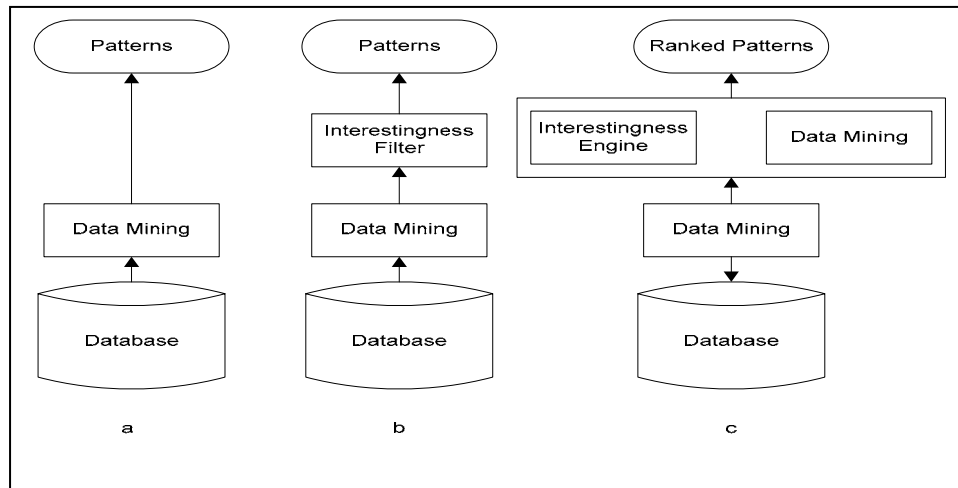 Patterns
Patterns
Ranked Patterns
Interestingness
Filter
Interestingness
Engine
Data Mining
Data Mining
Data Mining
Data Mining
Database
Database
Database
a
b
c